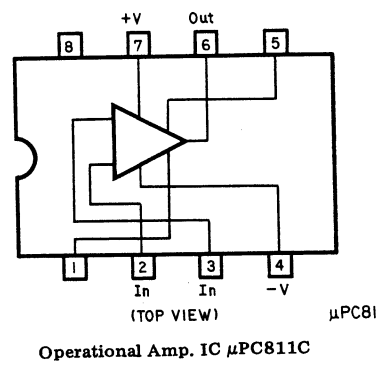 +V Out
8 7 6 5
1 2 3 4
In In -V
(TOP VIEW) μPC81
Operational Amp. IC μPC811C